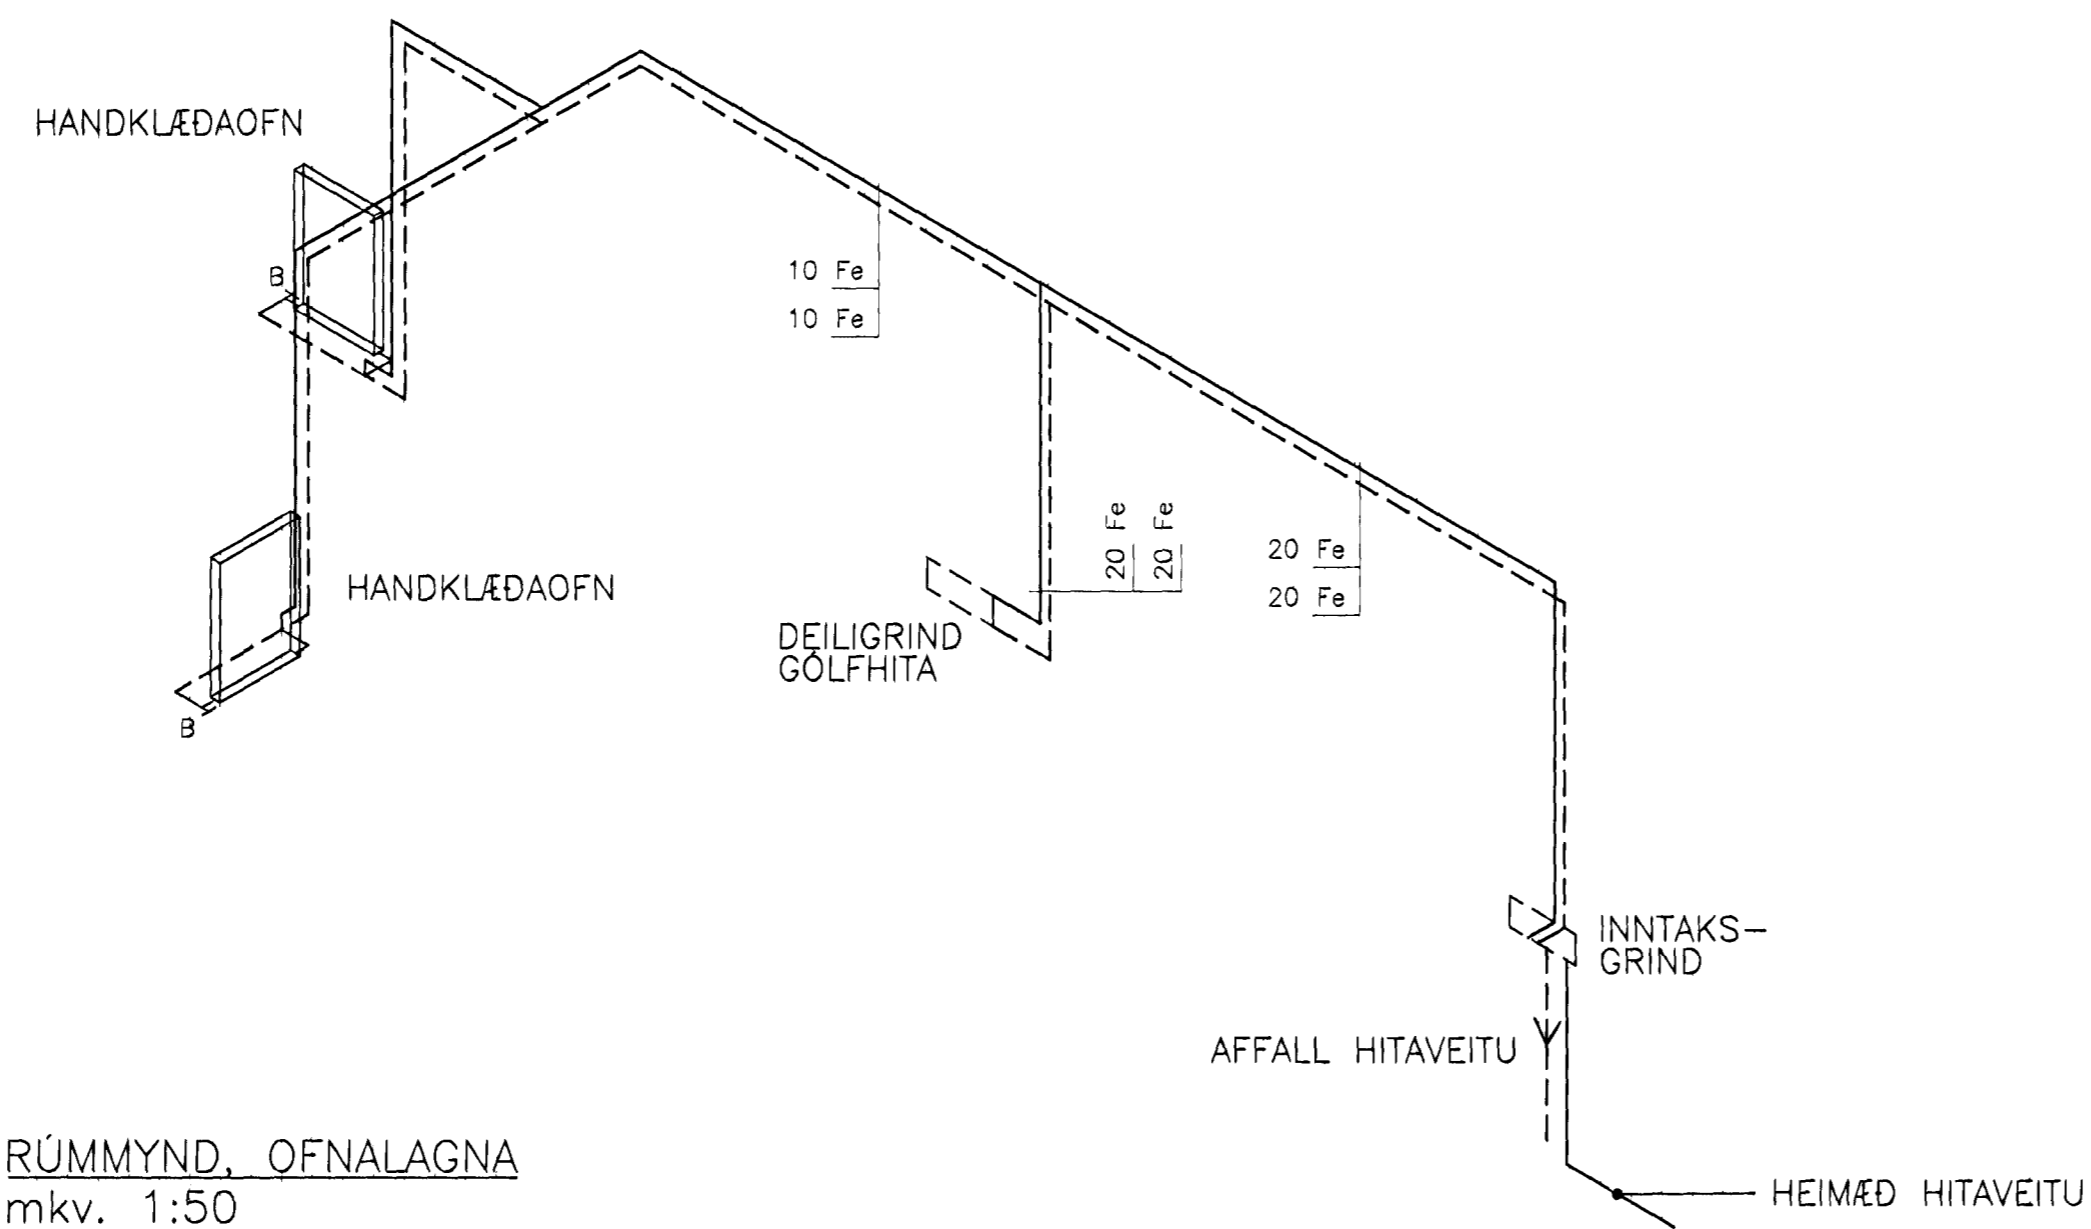 HANDKLÆÐAOFN
B
10 Fe
10 Fe
20 Fe
20 Fe
20 Fe
20 Fe
HANDKLÆÐAOFN
DEILIGRIND
GÓLFHITA
B
INNTAKS-
GRIND
AFFALL HITAVEITU
RÚMMYND, OFNALAGNA
mkv. 1:50
HEIMÆÐ HITAVEITU